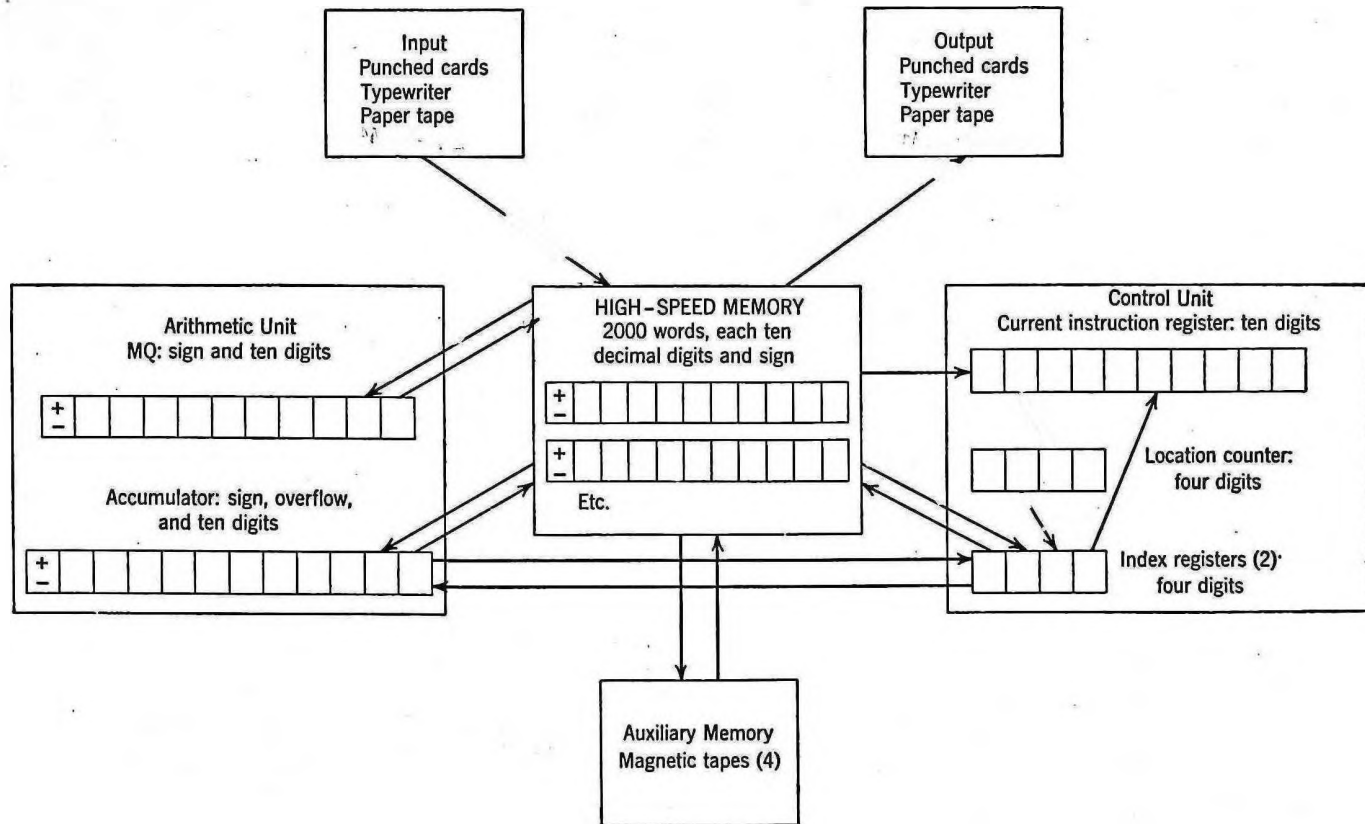 Input
Punched cards
Typewriter
Paper tape
Output
Punched cards
Typewriter
Paper tape
Arithmetic Unit
MQ: sign and ten digits
+
−
Accumulator: sign, overflow,
and ten digits
+
−
HIGH-SPEED MEMORY
2000 words, each ten
decimal digits and sign
+
−
+
−
Etc.
Control Unit
Current instruction register: ten digits
Location counter:
four digits
Index registers (2)
four digits
Auxiliary Memory
Magnetic tapes (4)